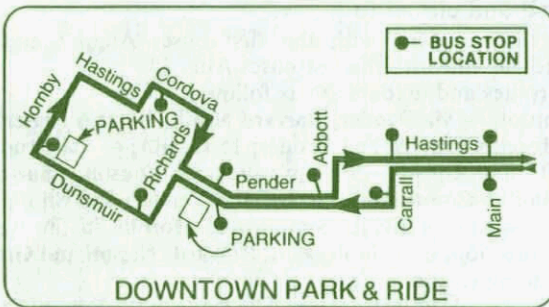 BUS STOP
LOCATION
Hastings
Cordova
Hornby
PARKING
Richards
Dunsmuir
Abbott
Hastings
Pender
Carrall
Main
PARKING
DOWNTOWN PARK & RIDE